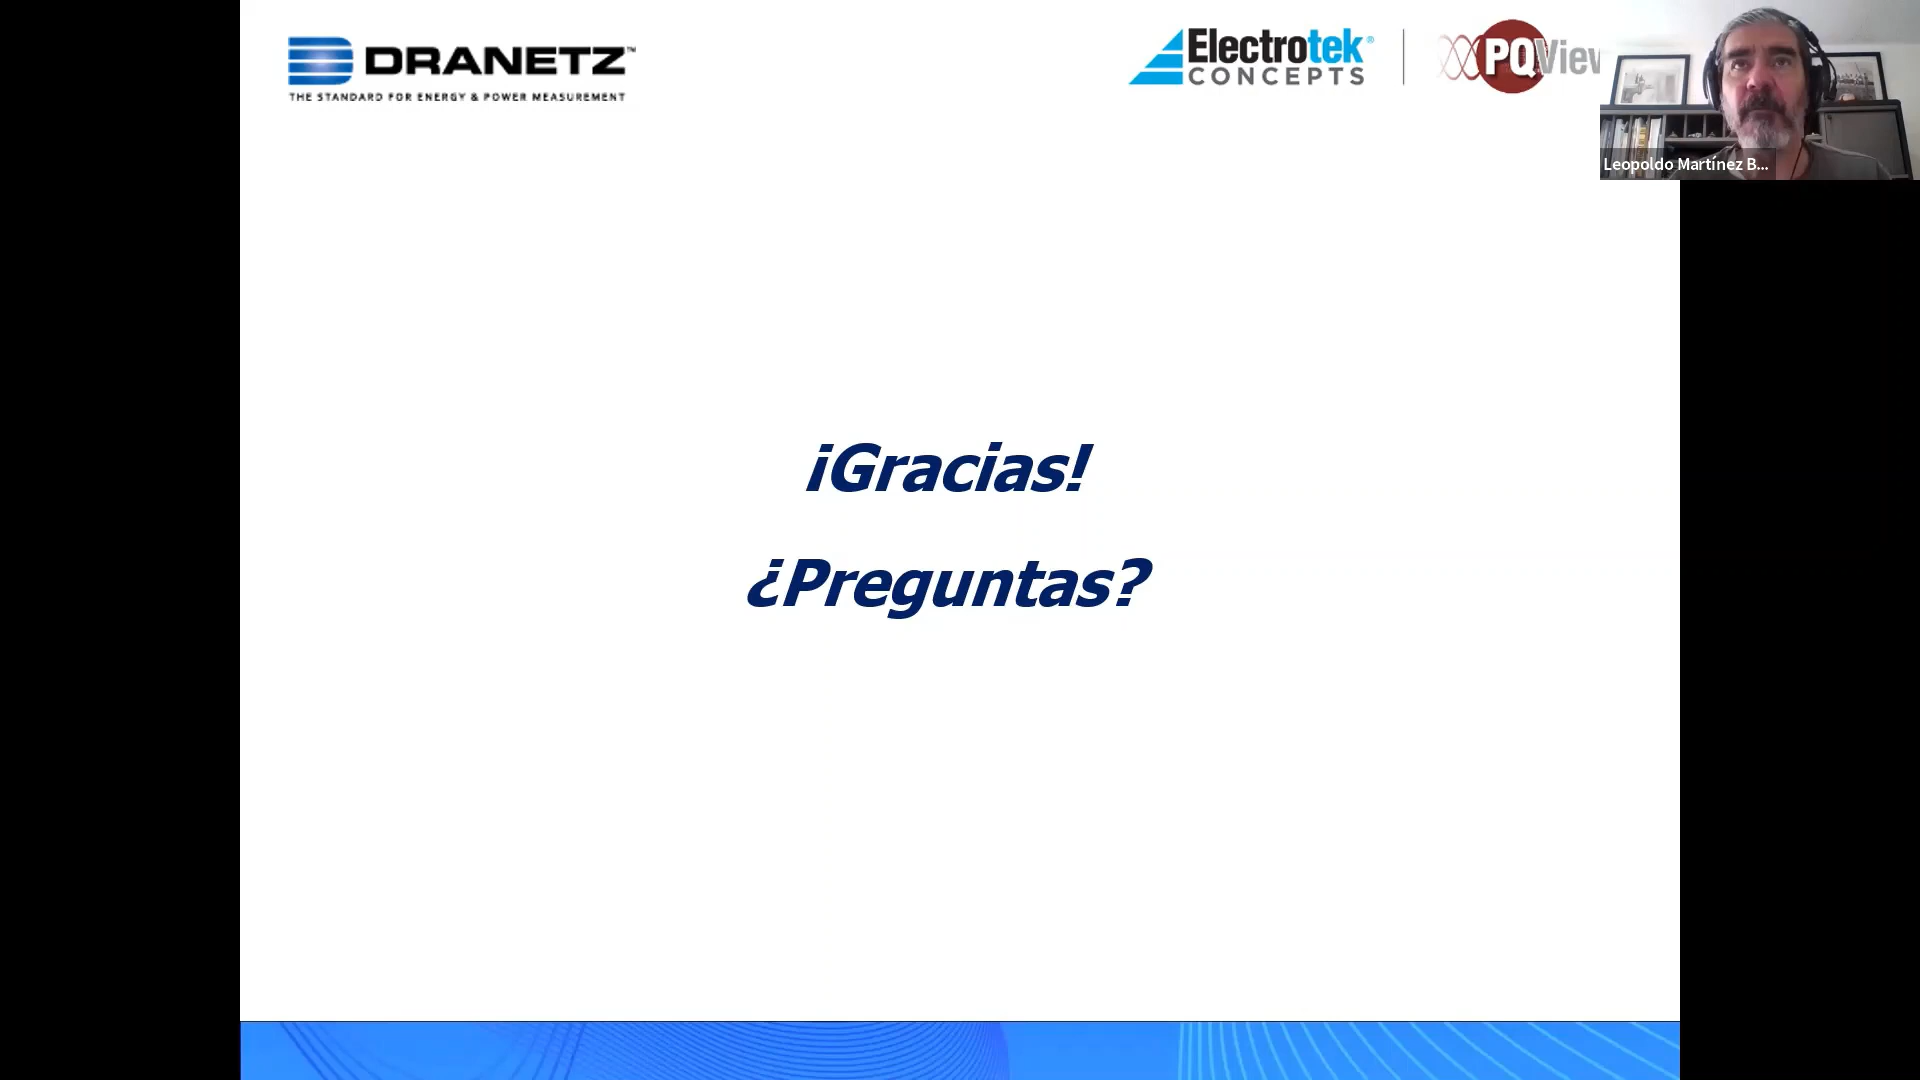 DRANETZ™
THE STANDARD FOR ENERGY & POWER MEASUREMENT
Electrotek®
CONCEPTS
PQView
Leopoldo Martínez B...
¡Gracias!
¿Preguntas?